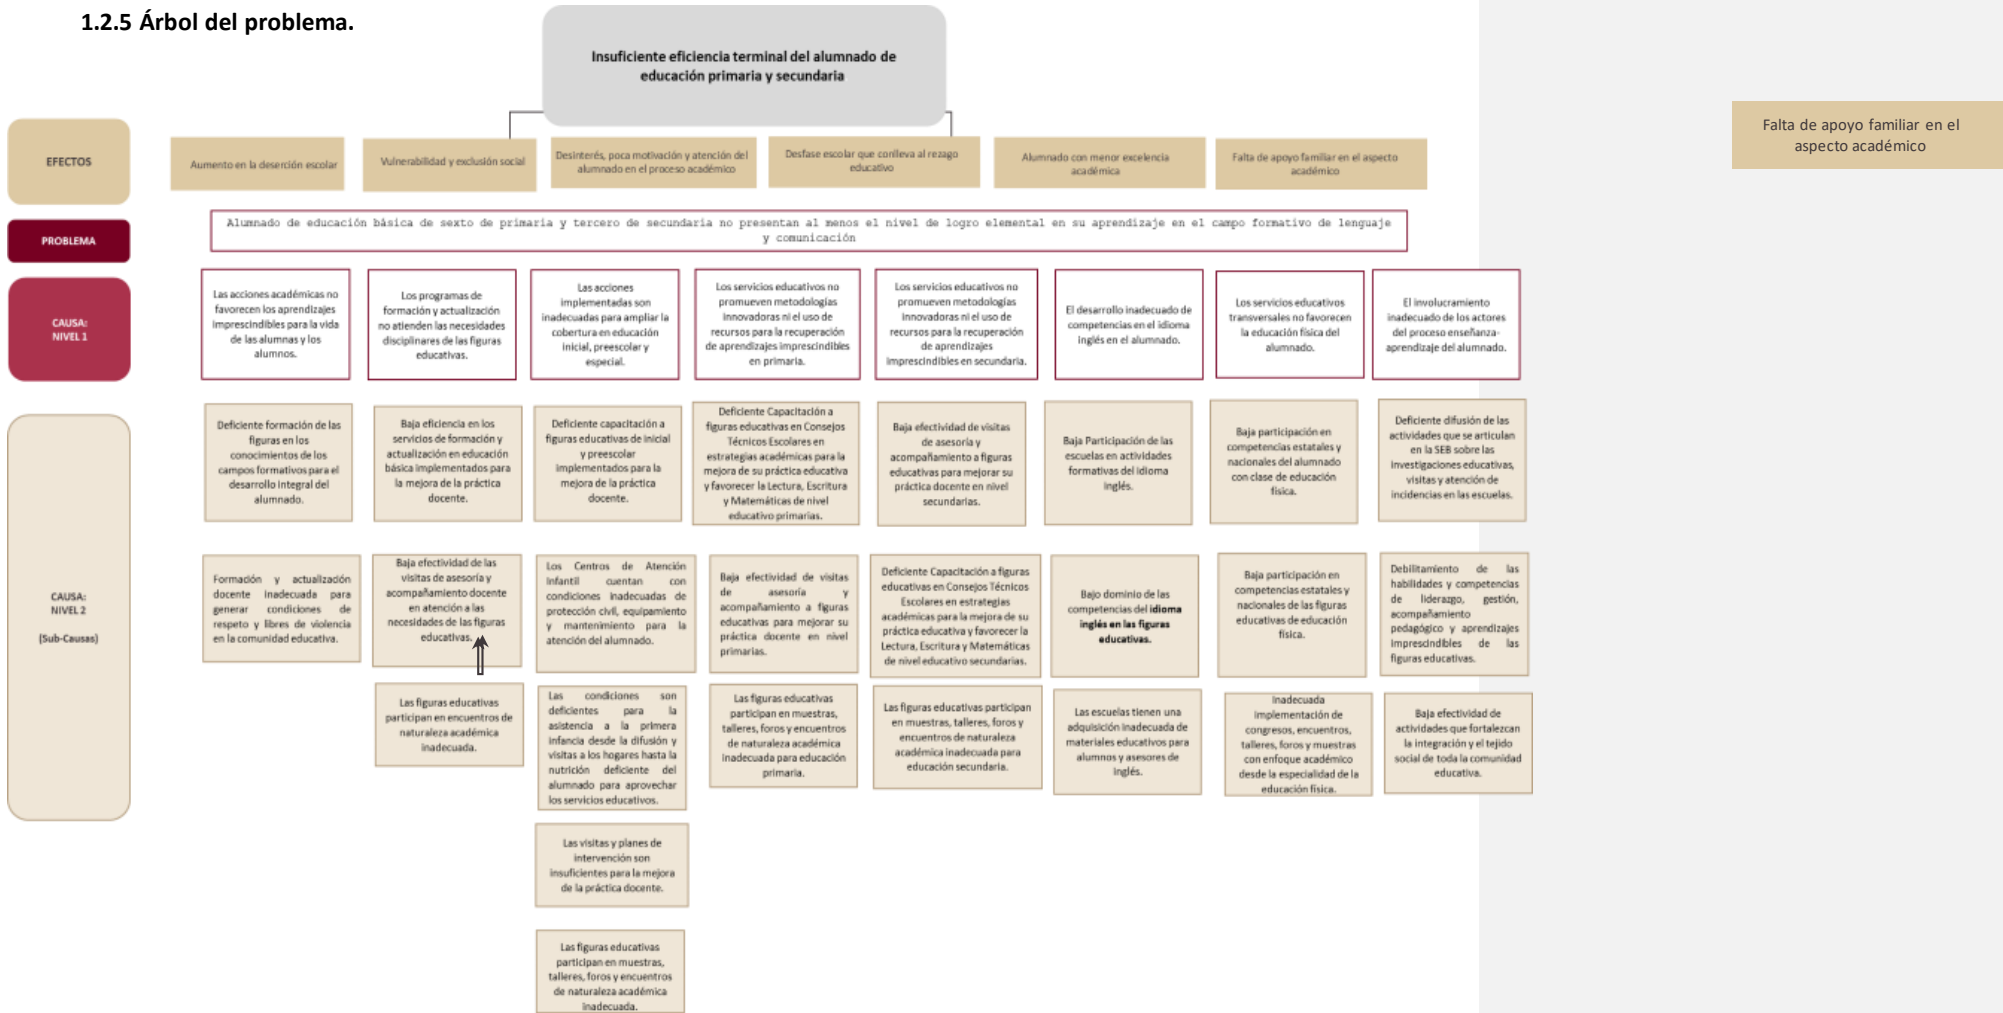 1.2.5 Árbol del problema.
Insuficiente eficiencia terminal del alumnado de
educación primaria y secundaria
EFECTOS
Aumento en la deserción escolar
Vulnerabilidad y exclusión social
Desinterés, poca motivación y atención del
alumnado en el proceso académico
Desfase escolar que conlleva al rezago
educativo
Alumnado con menor excelencia
académica
Falta de apoyo familiar en el aspecto
académico
Falta de apoyo familiar en el
aspecto académico
PROBLEMA
Alumnado de educación básica de sexto de primaria y tercero de secundaria no presentan al menos el nivel de logro elemental en su aprendizaje en el campo formativo de lenguaje
y comunicación
CAUSA:
NIVEL 1
Las acciones académicas no
favorecen los aprendizajes
imprescindibles para la vida
de las alumnas y los
alumnos.
Los programas de
formación y actualización
no atienden las necesidades
disciplinares de las figuras
educativas.
Las acciones
implementadas son
inadecuadas para ampliar la
cobertura en educación
inicial, preescolar y
especial.
Los servicios educativos no
promueven metodologías
innovadoras ni el uso de
recursos para la recuperación
de aprendizajes imprescindibles
en primaria.
Los servicios educativos no
promueven metodologías
innovadoras ni el uso de
recursos para la recuperación
de aprendizajes
imprescindibles en secundaria.
El desarrollo inadecuado de
competencias en el idioma
inglés en el alumnado.
Los servicios educativos
transversales no favorecen
la educación física del
alumnado.
El involucramiento
inadecuado de los actores
del proceso enseñanza-
aprendizaje del alumnado.
CAUSA:
NIVEL 2
(Sub-Causas)
Deficiente formación de las
figuras en los
conocimientos de los
campos formativos para el
desarrollo integral del
alumnado.
Baja eficiencia en los
servicios de formación y
actualización en educación
básica implementados para
la mejora de la práctica
docente.
Deficiente capacitación a
figuras educativas de inicial
y preescolar
implementados para la
mejora de la práctica
docente.
Deficiente Capacitación a
figuras educativas en Consejos
Técnicos Escolares en
estrategias académicas para la
mejora de su práctica educativa
y favorecer la Lectura, Escritura
y Matemáticas de nivel
educativo primarias.
Baja efectividad de visitas
de asesoría y
acompañamiento a figuras
educativas para mejorar su
práctica docente en nivel
secundarias.
Baja Participación de las
escuelas en actividades
formativas del idioma
inglés.
Baja participación en
competencias estatales y
nacionales del alumnado
con clase de educación
física.
Deficiente difusión de las
actividades que se articulan
en la SEB sobre las
investigaciones educativas,
visitas y atención de
incidencias en las escuelas.
Formación y actualización
docente inadecuada para
generar condiciones de
respeto y libres de violencia
en la comunidad educativa.
Baja efectividad de las
visitas de asesoría y
acompañamiento docente
en atención a las
necesidades de las figuras
educativas.
Los Centros de Atención
Infantil cuentan con
condiciones inadecuadas de
protección civil, equipamiento
y mantenimiento para la
atención del alumnado.
Baja efectividad de visitas
de asesoría y
acompañamiento a figuras
educativas para mejorar su
práctica docente en nivel
primarias.
Deficiente Capacitación a figuras
educativas en Consejos Técnicos
Escolares en estrategias
académicas para la mejora de su
práctica educativa y favorecer la
Lectura, Escritura y Matemáticas
de nivel educativo secundarias.
Bajo dominio de las
competencias del idioma
inglés en las figuras
educativas.
Baja participación en
competencias estatales y
nacionales de las figuras
educativas de educación
física.
Debilitamiento de las
habilidades y competencias
de liderazgo, gestión,
acompañamiento
pedagógico y aprendizajes
imprescindibles de las
figuras educativas.
Las figuras educativas
participan en encuentros de
naturaleza académica
inadecuada.
Las condiciones son
deficientes para la
asistencia a la primera
infancia desde la difusión y
visitas a los hogares hasta la
nutrición deficiente del
alumnado para aprovechar
los servicios educativos.
Las figuras educativas
participan en muestras,
talleres, foros y encuentros
de naturaleza académica
inadecuada para educación
primaria.
Las figuras educativas participan
en muestras, talleres, foros y
encuentros de naturaleza
académica inadecuada para
educación secundaria.
Las escuelas tienen una
adquisición inadecuada de
materiales educativos para
alumnos y asesores de
inglés.
Inadecuada
implementación de
congresos, encuentros,
talleres, foros y muestras
con enfoque académico
desde la especialidad de la
educación física.
Baja efectividad de
actividades que fortalezcan
la integración y el tejido
social de toda la comunidad
educativa.
Las visitas y planes de
intervención son
insuficientes para la mejora
de la práctica docente.
Las figuras educativas
participan en muestras,
talleres, foros y encuentros
de naturaleza académica
inadecuada.